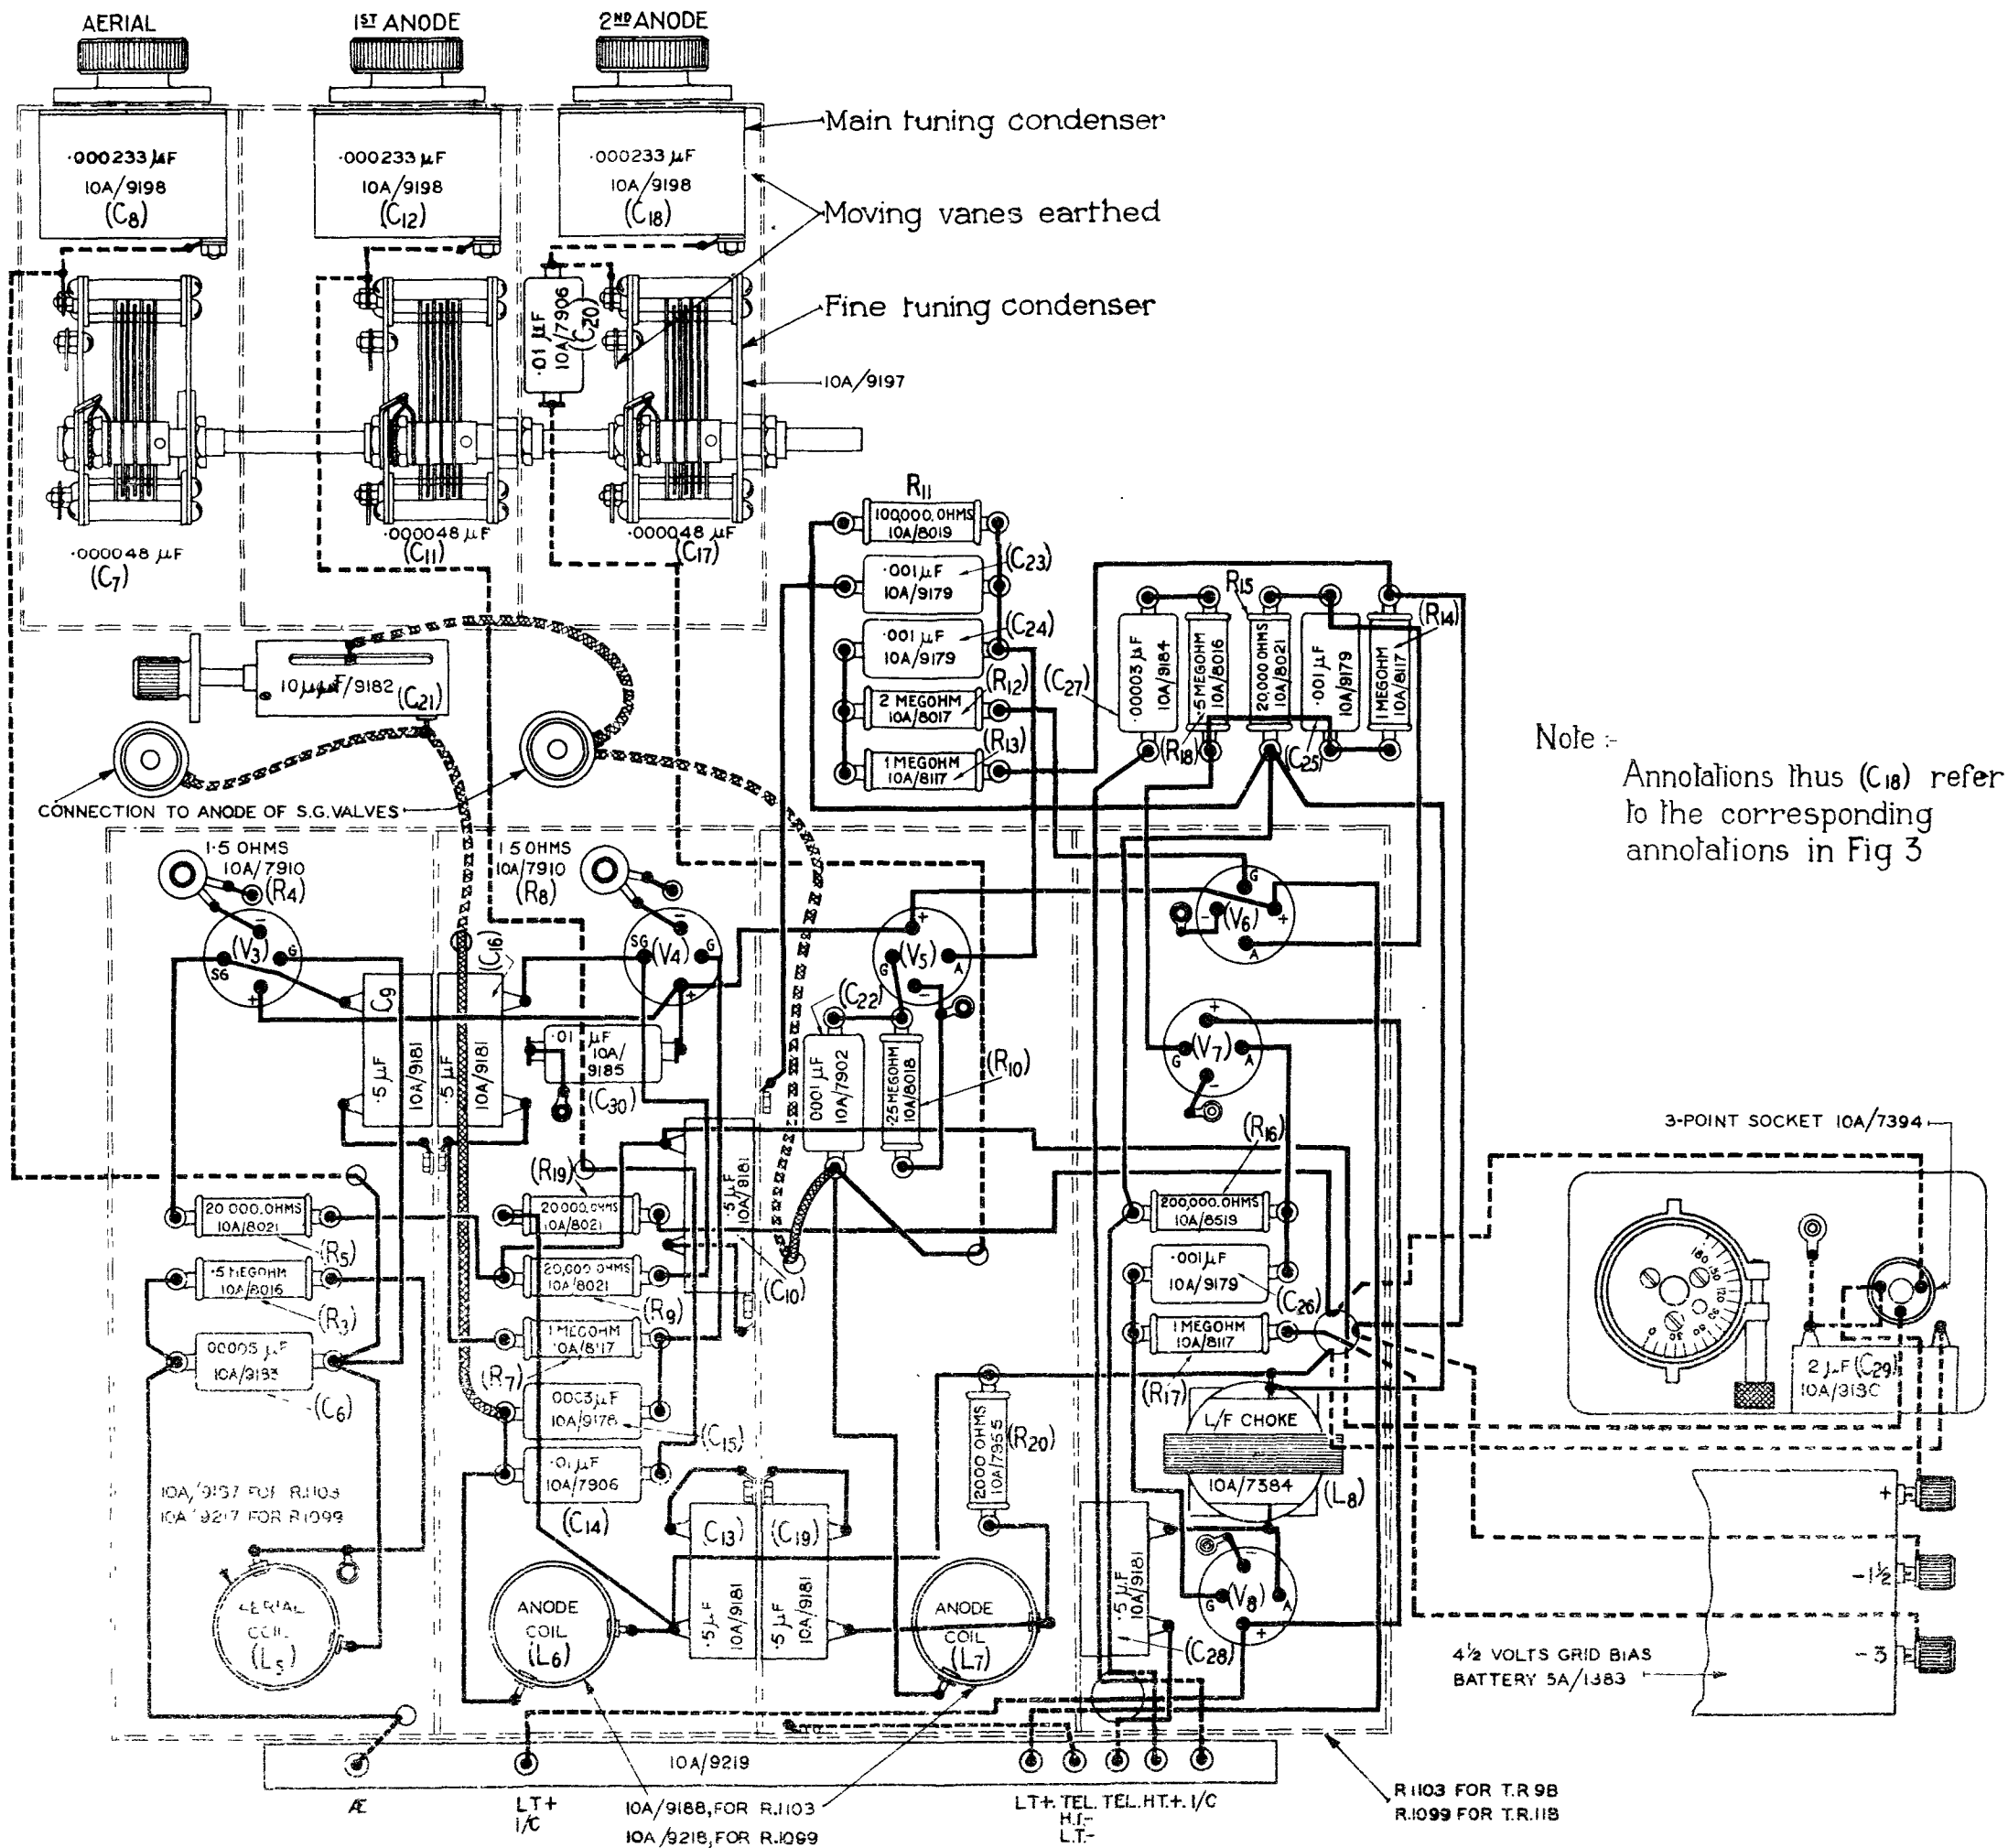 AERIAL
1ST ANODE
2ND ANODE
Main tuning condenser
·000233 µF
10A/9198
(C8)
·000233 µF
10A/9198
(C12)
·000233 µF
10A/9198
(C18)
Moving vanes earthed
Fine tuning condenser
·01 µF
10A/7906
(C20)
10A/9197
·000048 µF
(C7)
·000048 µF
(C11)
·000048 µF
(C17)
R11
100,000.OHMS
10A/8019
·001 µF
10A/9179
(C23)
·001 µF
10A/9179
(C24)
2 MEGOHM
10A/8017
(R12)
1 MEGOHM
10A/8117
(R13)
(C27)
·00003 µF
10A/9184
·5 MEGOHM
10A/8016
(R18)
R15
20,000 OHMS
10A/8021
·001 µF
10A/9179
(C25)
1 MEGOHM
10A/8117
(R14)
10 µµF/9182
(C21)
CONNECTION TO ANODE OF S.G. VALVES
Note :-
Annotations thus (C18) refer
to the corresponding
annotations in Fig 3
1·5 OHMS
10A/7910
(R4)
1·5 OHMS
10A/7910
(R8)
-
(V3)
G
SG
+
-
SG
(V4)
G
+
+
(V5)
G
A
-
G
-
(V6)
+
A
C9
·5 µF
10A/9181
(C16)
·5 µF
10A/9181
·01 µF
10A/
9185
(C30)
(C22)
0001 µF
10A/7902
·25 MEGOHM
10A/8018
(R10)
+
G
(V7)
A
-
3-POINT SOCKET 10A/7394
20 000.OHMS
10A/8021
(R5)
·5 MEGOHM
10A/8016
(R3)
00005 µF
10A/9183
(C6)
(R19)
20 000.OHMS
10A/8021
20,000 OHMS
10A/8021
(R9)
1 MEGOHM
10A/8117
(R7)
0003 µF
10A/9178
(C15)
·01 µF
10A/7906
(C14)
·5 µF
10A/9181
(C10)
(R16)
200,000.OHMS
10A/8519
·001 µF
10A/9179
(C26)
1 MEGOHM
10A/8117
(R17)
L/F CHOKE
10A/7384
(L8)
2000 OHMS
10A/7955
(R20)
180
150
120
90
60
30
0
2 µF (C29)
10A/913C
10A/9157 FOR R.1103
10A/9217 FOR R1099
AERIAL
COIL
(L5)
(C13)
·5 µF
10A/9181
(C19)
·5 µF
10A/9181
ANODE
COIL
(L6)
ANODE
COIL
(L7)
·5 µF
10A/9181
(C28)
G
(V8)
A
+
+
-1½
-3
4½ VOLTS GRID BIAS
BATTERY 5A/1383
10A/9219
Æ
LT+
I/C
10A/9188, FOR R.1103
10A/9218, FOR R.1099
LT+. TEL. TEL. HT.+. I/C
H.T.-
L.T.-
R 1103 FOR T.R 9B
R.1099 FOR T.R.11B